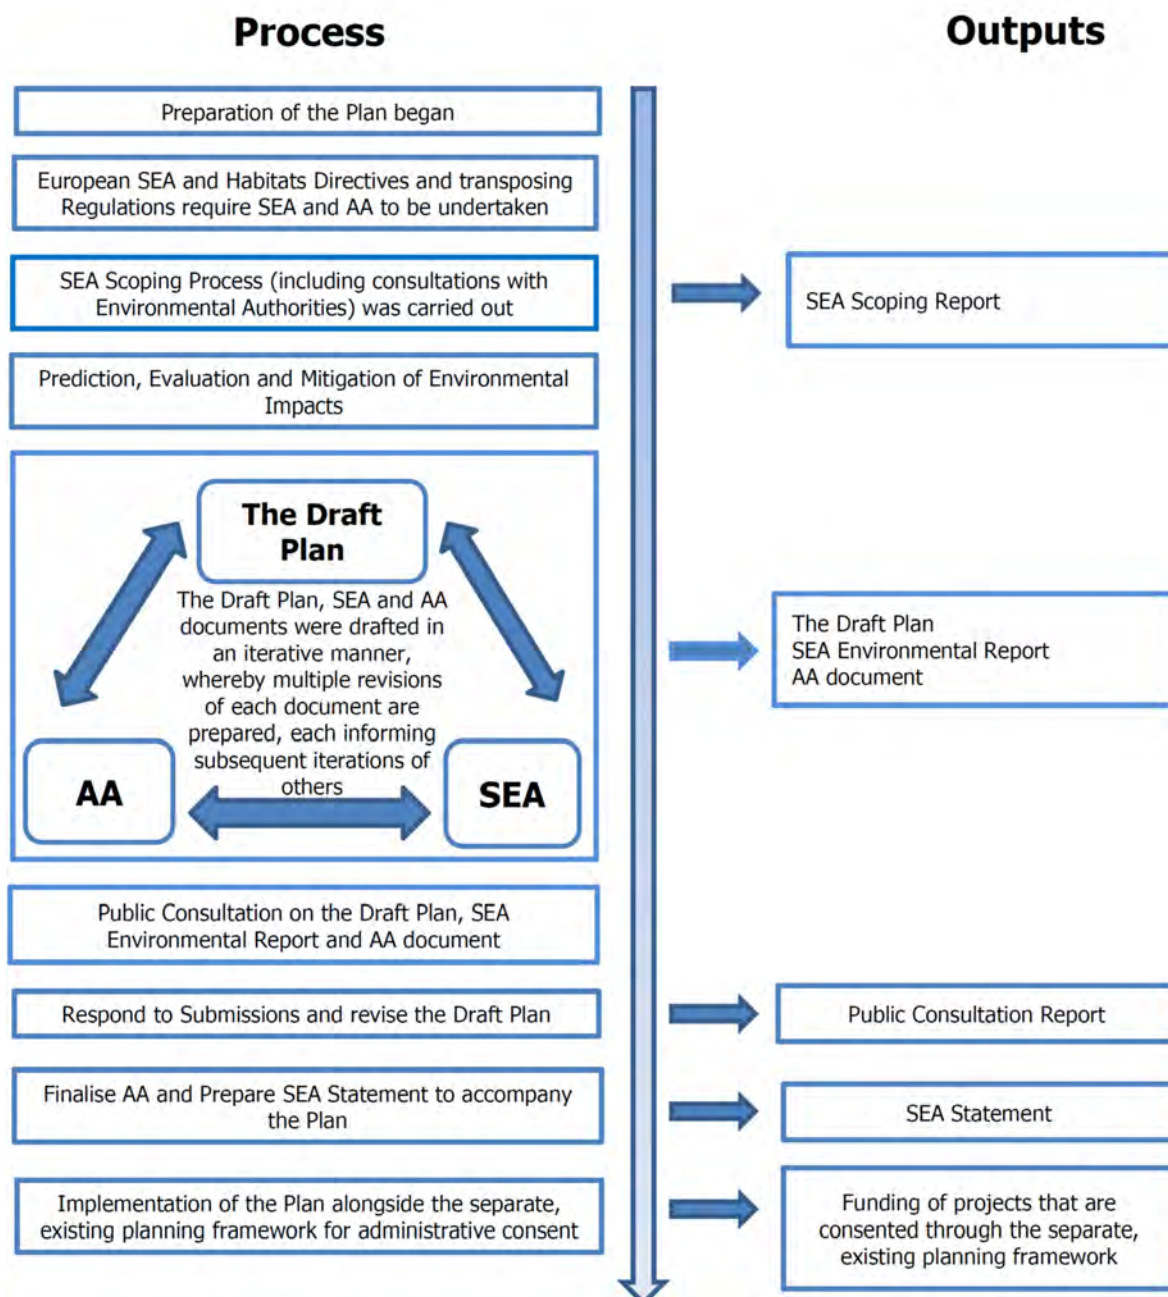 Process
Outputs
Preparation of the Plan began
European SEA and Habitats Directives and transposing
Regulations require SEA and AA to be undertaken
SEA Scoping Process (including consultations with
Environmental Authorities) was carried out
SEA Scoping Report
Prediction, Evaluation and Mitigation of Environmental
Impacts
The Draft
Plan
The Draft Plan, SEA and AA
documents were drafted in
an iterative manner,
whereby multiple revisions
of each document are
prepared, each informing
subsequent iterations of
others
AA
SEA
The Draft Plan
SEA Environmental Report
AA document
Public Consultation on the Draft Plan, SEA
Environmental Report and AA document
Respond to Submissions and revise the Draft Plan
Public Consultation Report
Finalise AA and Prepare SEA Statement to accompany
the Plan
SEA Statement
Implementation of the Plan alongside the separate,
existing planning framework for administrative consent
Funding of projects that are
consented through the separate,
existing planning framework